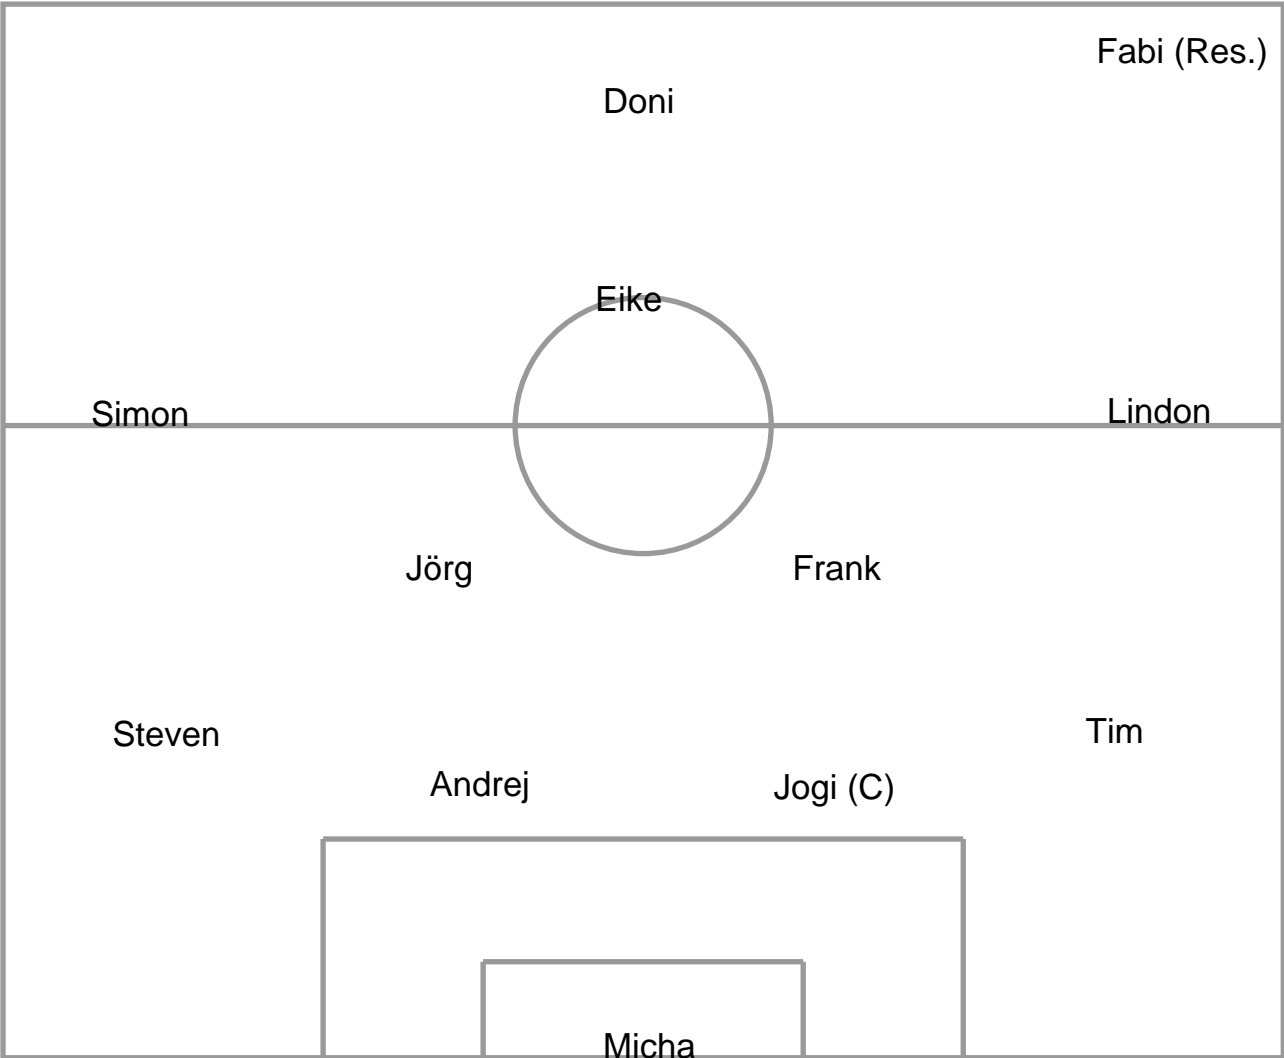 Fabi (Res.)
Doni
Eike
Simon
Lindon
Jörg
Frank
Steven
Tim
Andrej
Jogi (C)
Micha